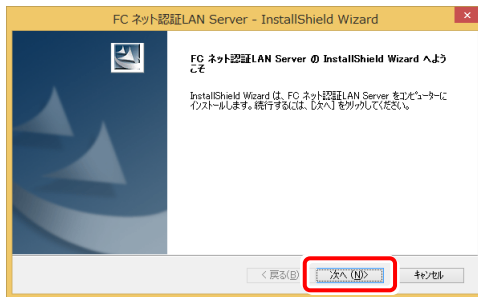 FC ネット認証LAN Server - InstallShield Wizard
FC ネット認証LAN Server の InstallShield Wizard へよう
こそ
InstallShield Wizard は、FC ネット認証LAN Server をコンピューターに
インストールします。続行するには、[次へ] をクリックしてください。
< 戻る(B) 次へ (N)> キャンセル